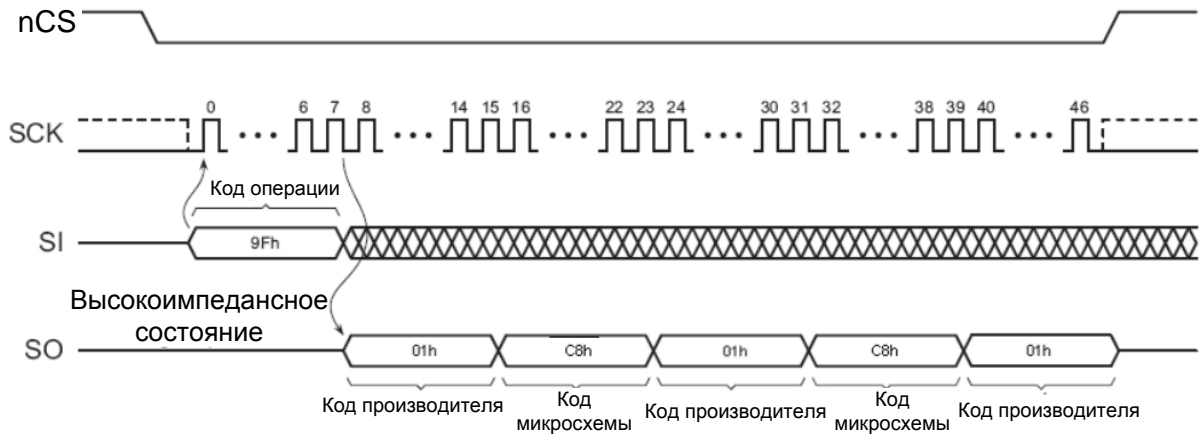 nCS
0 6 7 8 14 15 16 22 23 24 30 31 32 38 39 40 46
SCK
Код операции
SI
9Fh
Высокоимпедансное
состояние
SO
01h C8h 01h C8h 01h
Код производителя
Код
микросхемы
Код производителя
Код
микросхемы
Код производителя